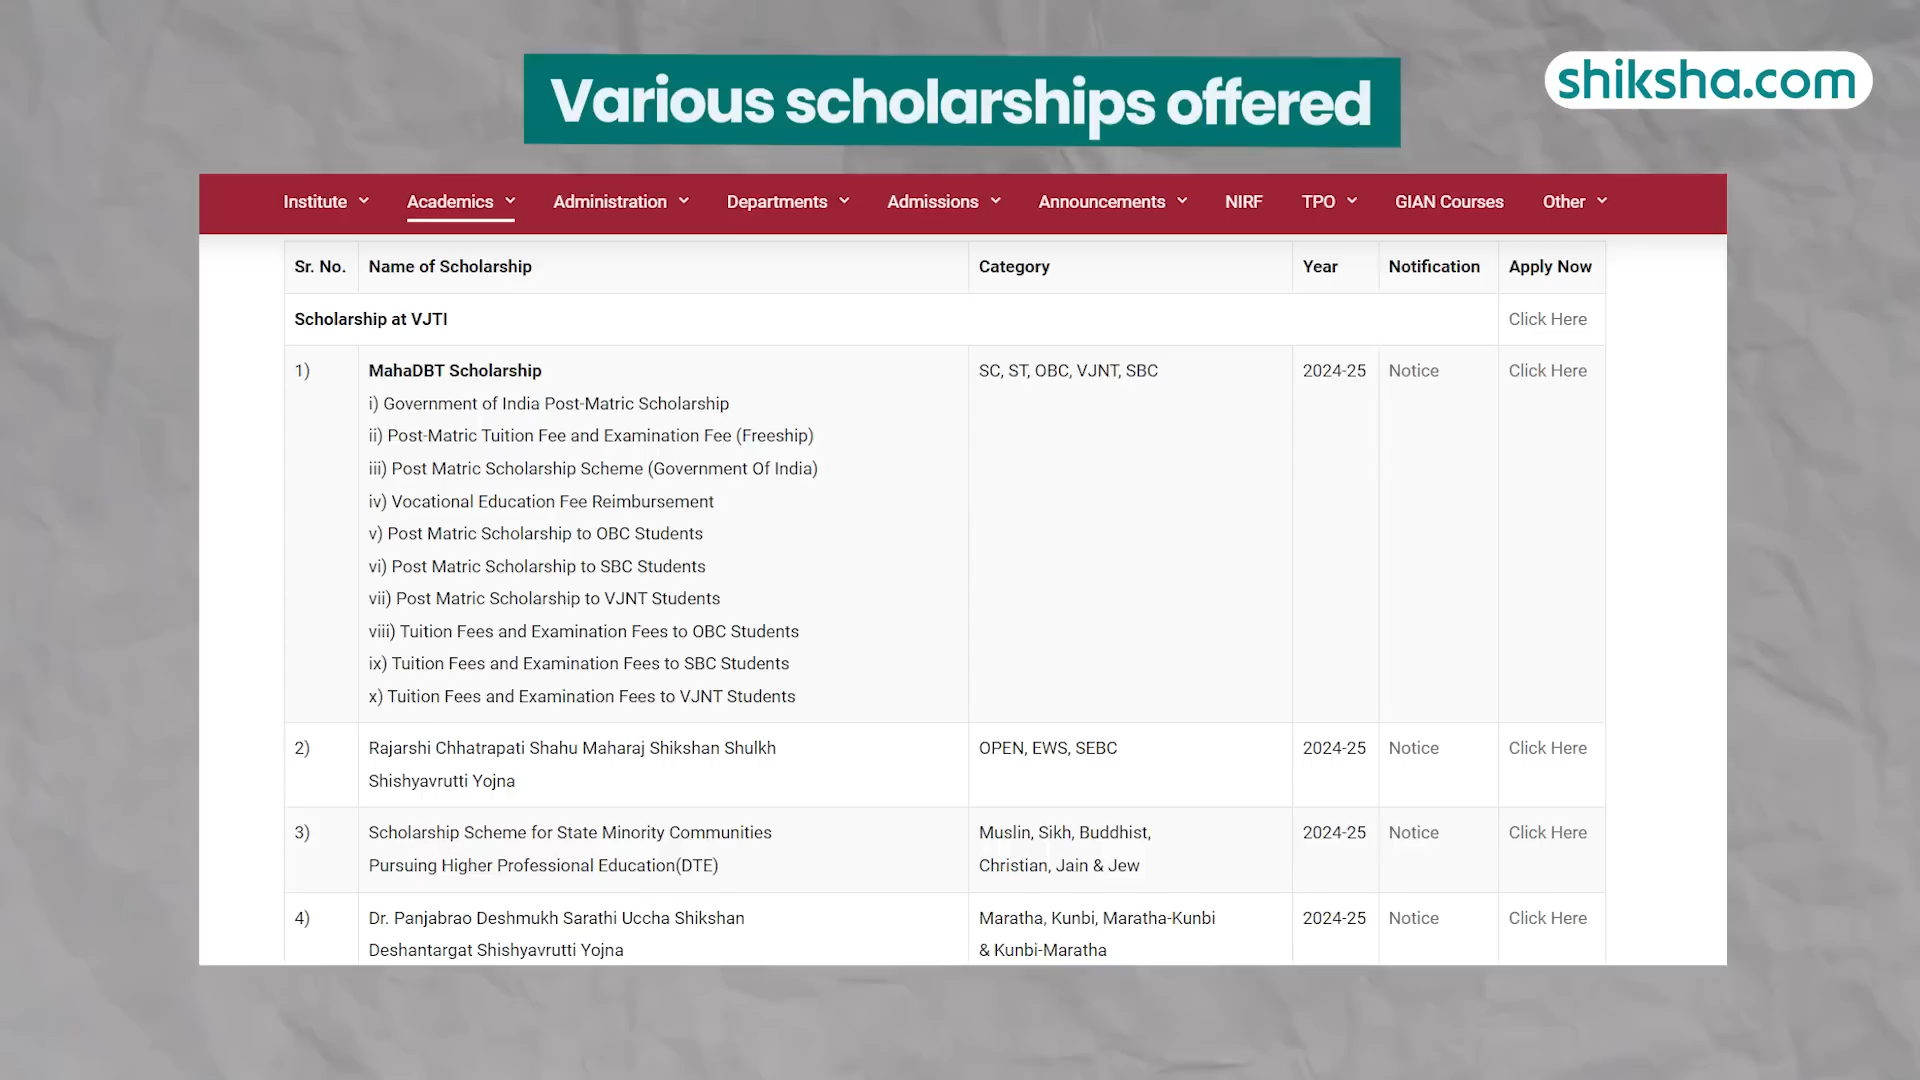 Various scholarships offered
shiksha.com
Institute Academics Administration Departments Admissions Announcements NIRF TPO GIAN Courses Other
Sr. No. Name of Scholarship Category Year Notification Apply Now
Scholarship at VJTI Click Here
1) MahaDBT Scholarship SC, ST, OBC, VJNT, SBC 2024-25 Notice Click Here
i) Government of India Post-Matric Scholarship
ii) Post-Matric Tuition Fee and Examination Fee (Freeship)
iii) Post Matric Scholarship Scheme (Government Of India)
iv) Vocational Education Fee Reimbursement
v) Post Matric Scholarship to OBC Students
vi) Post Matric Scholarship to SBC Students
vii) Post Matric Scholarship to VJNT Students
viii) Tuition Fees and Examination Fees to OBC Students
ix) Tuition Fees and Examination Fees to SBC Students
x) Tuition Fees and Examination Fees to VJNT Students
2) Rajarshi Chhatrapati Shahu Maharaj Shikshan Shulkh OPEN, EWS, SEBC 2024-25 Notice Click Here
Shishyavrutti Yojna
3) Scholarship Scheme for State Minority Communities Muslin, Sikh, Buddhist, 2024-25 Notice Click Here
Pursuing Higher Professional Education(DTE) Christian, Jain & Jew
4) Dr. Panjabrao Deshmukh Sarathi Uccha Shikshan Maratha, Kunbi, Maratha-Kunbi 2024-25 Notice Click Here
Deshantargat Shishyavrutti Yojna & Kunbi-Maratha